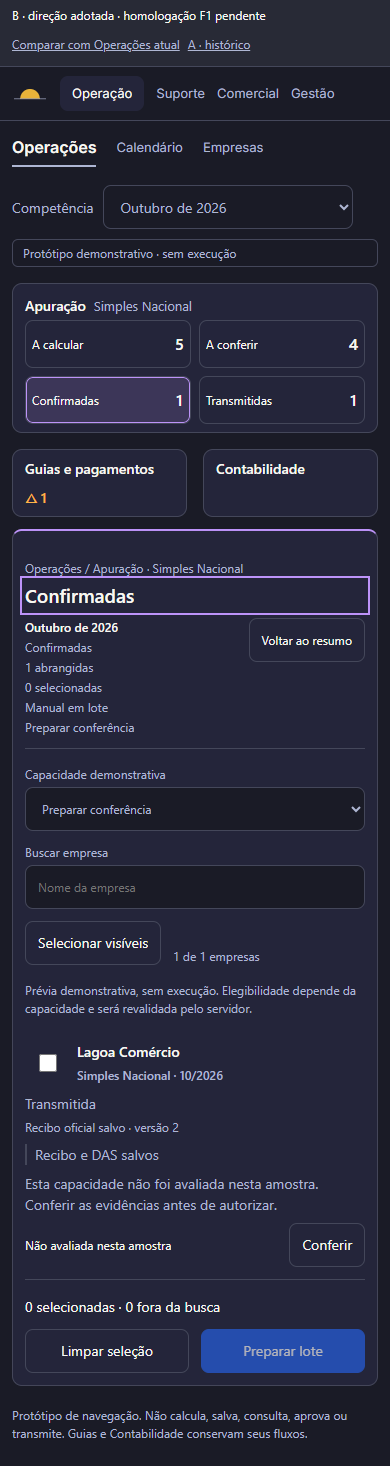 B · direção adotada · homologação F1 pendente
Comparar com Operações atual A · histórico
Operação Suporte Comercial Gestão
Operações Calendário Empresas
Competência Outubro de 2026
Protótipo demonstrativo · sem execução
Apuração Simples Nacional
A calcular 5 A conferir 4
Confirmadas 1 Transmitidas 1
Guias e pagamentos Contabilidade
△ 1
Operações / Apuração · Simples Nacional
Confirmadas
Outubro de 2026
Voltar ao resumo
Confirmadas
1 abrangidas
0 selecionadas
Manual em lote
Preparar conferência
Capacidade demonstrativa
Preparar conferência
Buscar empresa
Nome da empresa
Selecionar visíveis 1 de 1 empresas
Prévia demonstrativa, sem execução. Elegibilidade depende da
capacidade e será revalidada pelo servidor.
Lagoa Comércio
Simples Nacional · 10/2026
Transmitida
Recibo oficial salvo · versão 2
Recibo e DAS salvos
Esta capacidade não foi avaliada nesta amostra.
Conferir as evidências antes de autorizar.
Não avaliada nesta amostra Conferir
0 selecionadas · 0 fora da busca
Limpar seleção Preparar lote
Protótipo de navegação. Não calcula, salva, consulta, aprova ou
transmite. Guias e Contabilidade conservam seus fluxos.